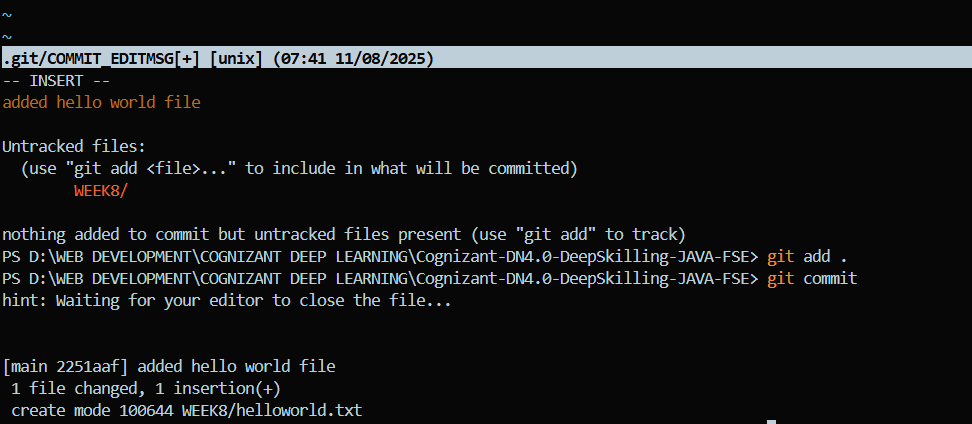 ~
~
.git/COMMIT_EDITMSG[+] [unix] (07:41 11/08/2025)
-- INSERT --
added hello world file
Untracked files:
  (use "git add <file>..." to include in what will be committed)
        WEEK8/
nothing added to commit but untracked files present (use "git add" to track)
PS D:\WEB DEVELOPMENT\COGNIZANT DEEP LEARNING\Cognizant-DN4.0-DeepSkilling-JAVA-FSE> git add .
PS D:\WEB DEVELOPMENT\COGNIZANT DEEP LEARNING\Cognizant-DN4.0-DeepSkilling-JAVA-FSE> git commit
hint: Waiting for your editor to close the file...
[main 2251aaf] added hello world file
 1 file changed, 1 insertion(+)
 create mode 100644 WEEK8/helloworld.txt